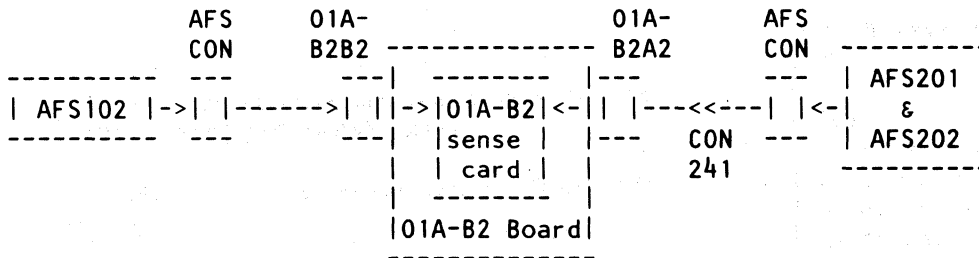 AFS 01A- 01A- AFS
CON B2B2 -------------- B2A2 CON ----------
---------- --- ---| -------- |--- --- | AFS201
| AFS102 |->| |------>| ||->|01A-B2|<-|| |---<<---| |<-| &
---------- --- ---| |sense | |--- CON --- | AFS202
| | card | | 241 ----------
| -------- |
|01A-B2 Board|
--------------